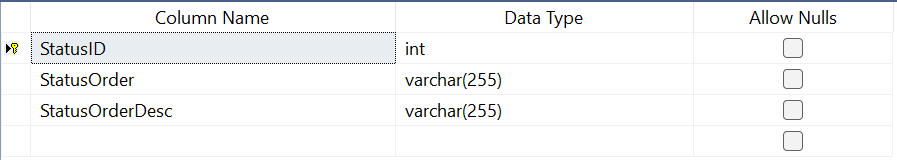 Column Name Data Type Allow Nulls
StatusID int
StatusOrder varchar(255)
StatusOrderDesc varchar(255)